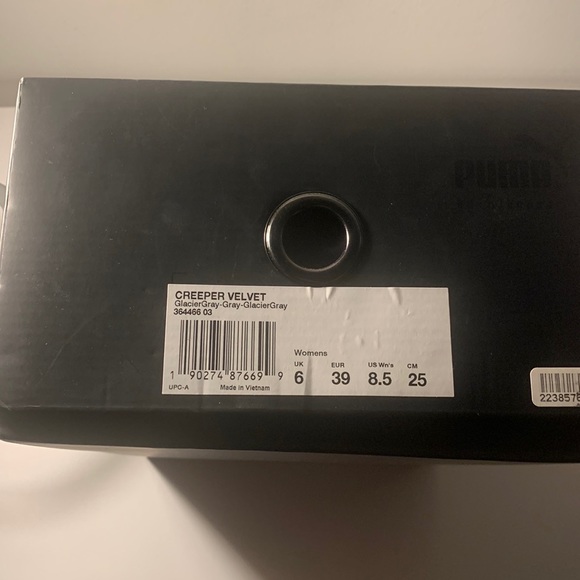 PUMA
CREEPER VELVET
GlacierGray-Gray-GlacierGray
364466 03
Womens
UK EUR US Wn's CM
6 39 8.5 25
1 90274 87669 9
UPC-A Made in Vietnam